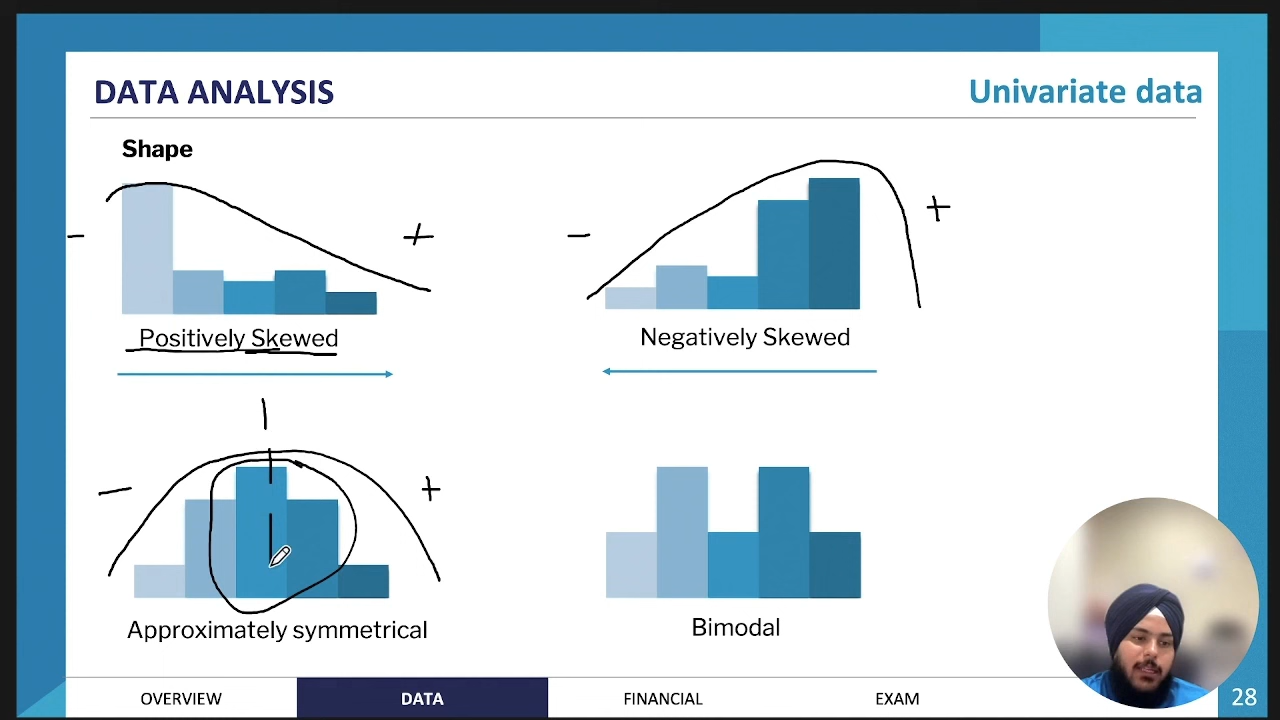 DATA ANALYSIS
Univariate data
Shape
- +
- +
Positively Skewed
Negatively Skewed
- +
Approximately symmetrical
Bimodal
OVERVIEW
DATA
FINANCIAL
EXAM
28